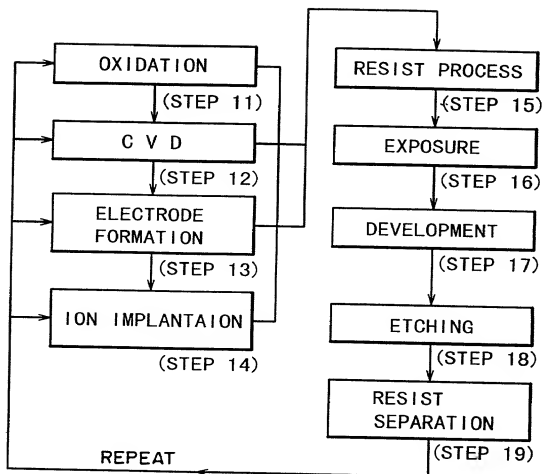 OXIDATION
(STEP 11)
CVD
(STEP 12)
ELECTRODE
FORMATION
(STEP 13)
ION IMPLANTAION
(STEP 14)
RESIST PROCESS
(STEP 15)
EXPOSURE
(STEP 16)
DEVELOPMENT
(STEP 17)
ETCHING
(STEP 18)
RESIST
SEPARATION
(STEP 19)
REPEAT